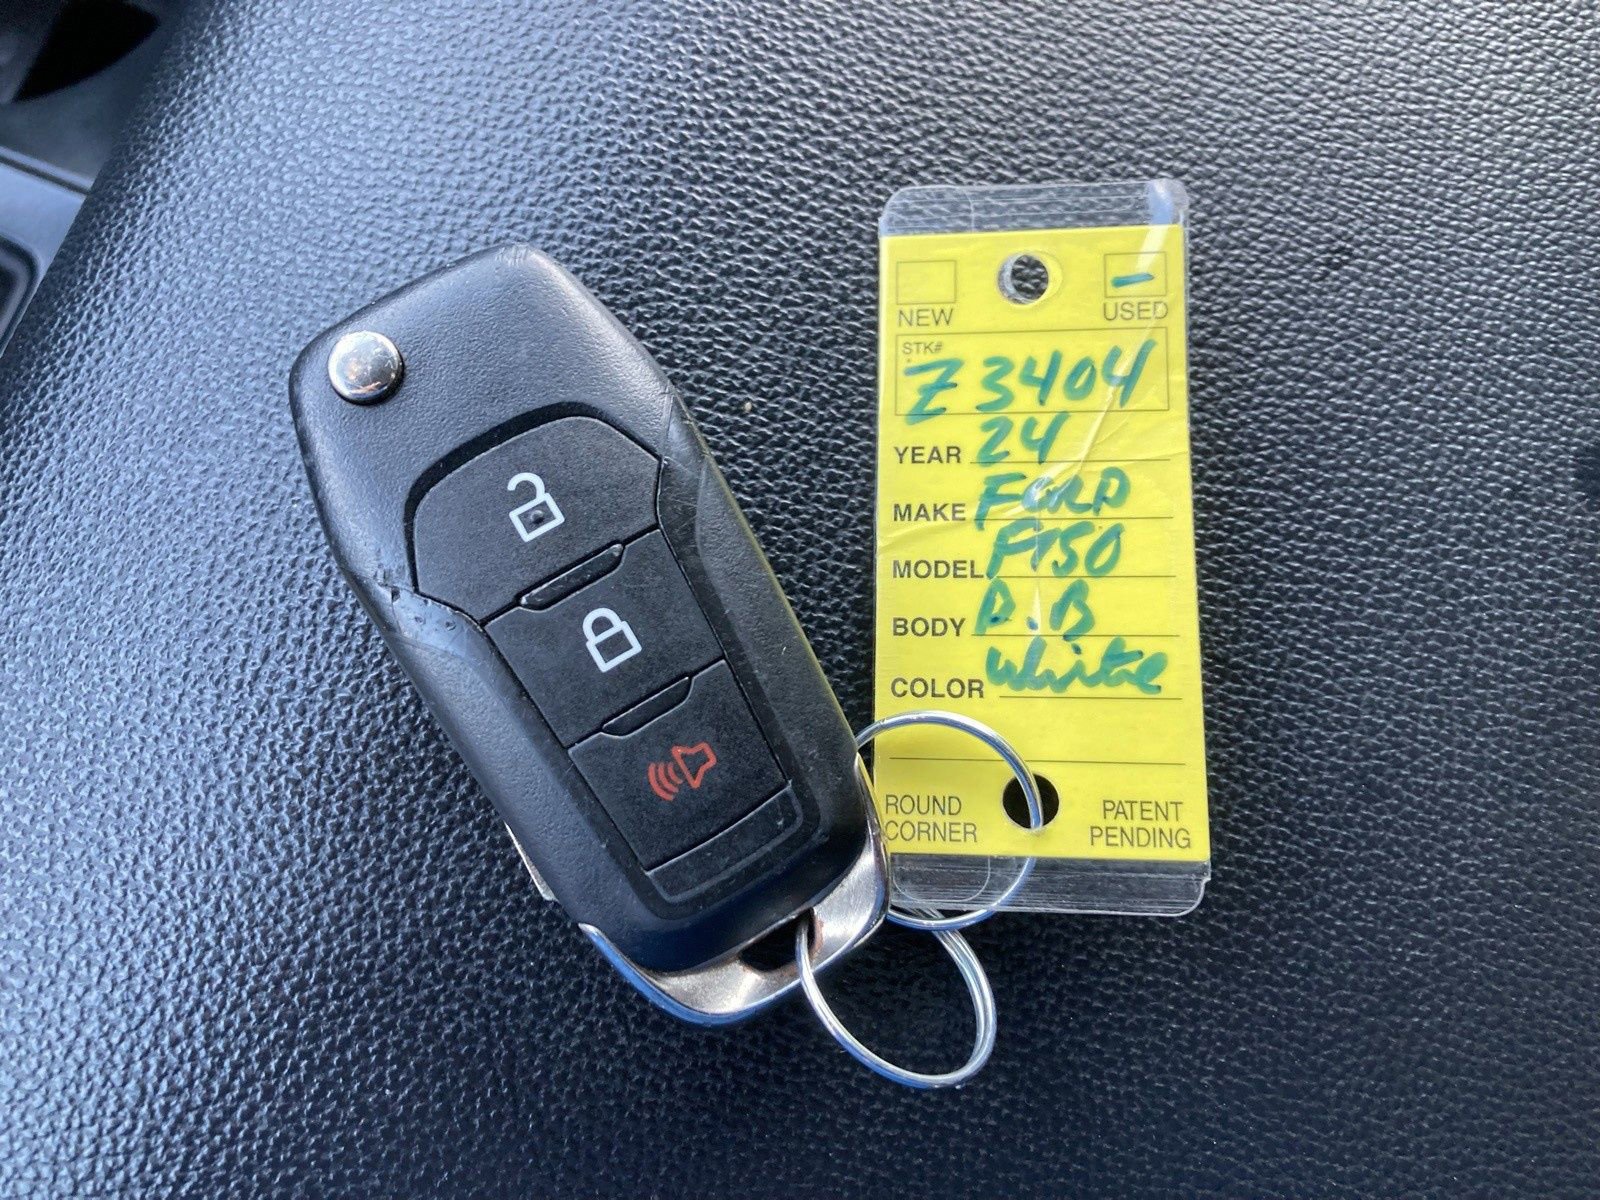 NEW USED
STK#
Z3404
YEAR 24
MAKE FORD
MODEL F150
BODY P.B
COLOR White
ROUND CORNER
PATENT PENDING